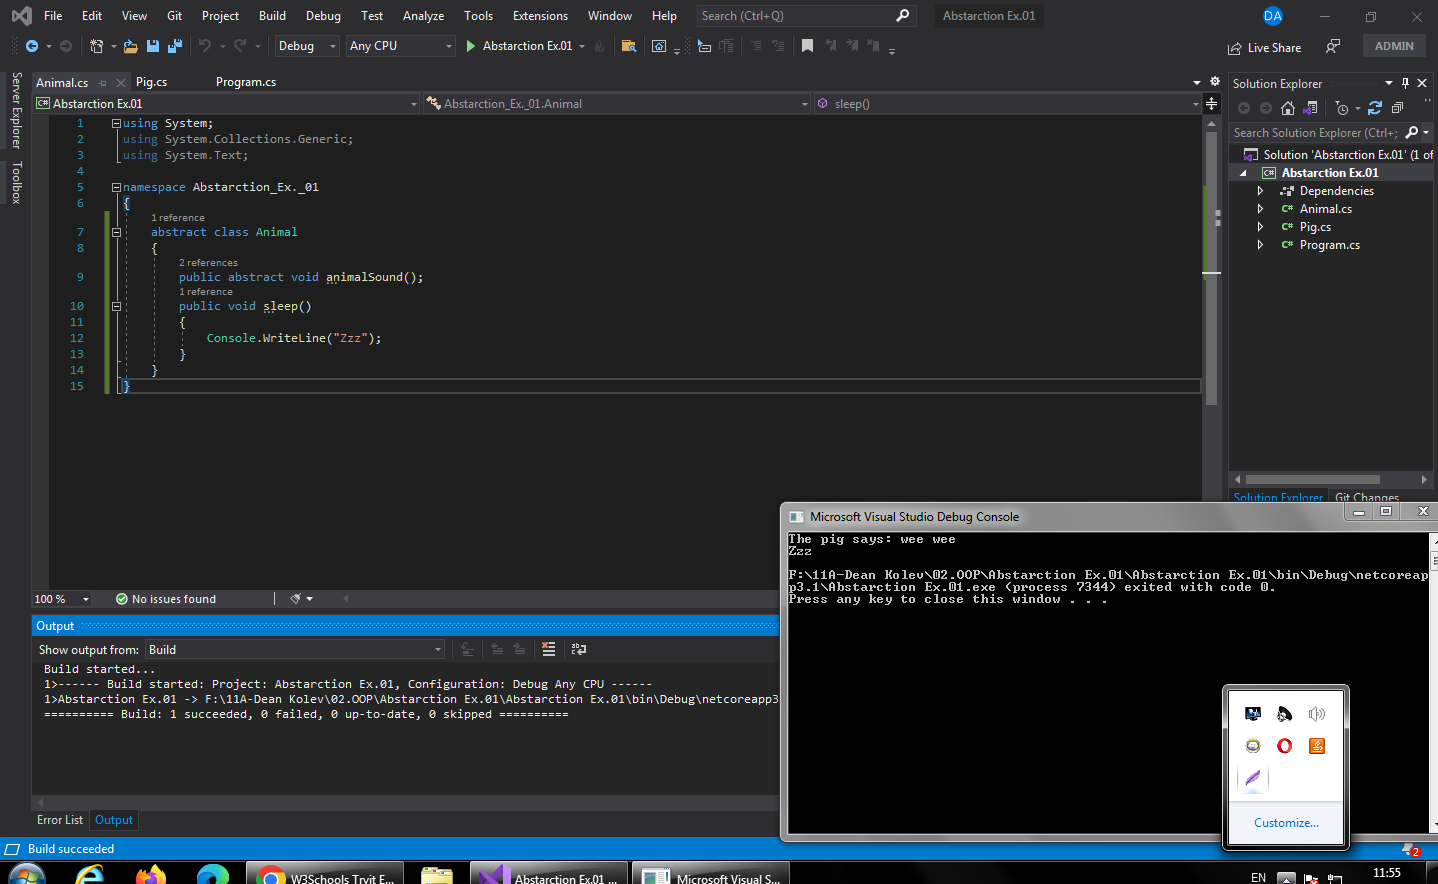 File Edit View Git Project Build Debug Test Analyze Tools Extensions Window Help Search (Ctrl+Q) Abstarction Ex.01 DA
Debug Any CPU Abstarction Ex.01 Live Share ADMIN
Server Explorer
Toolbox
Animal.cs Pig.cs Program.cs
C# Abstarction Ex.01 Abstarction_Ex._01.Animal sleep()
1 using System;
2 using System.Collections.Generic;
3 using System.Text;
4
5 namespace Abstarction_Ex._01
6 {
1 reference
7 abstract class Animal
8 {
2 references
9 public abstract void animalSound();
1 reference
10 public void sleep()
11 {
12 Console.WriteLine("Zzz");
13 }
14 }
15 }
100 % No issues found
Solution Explorer
Search Solution Explorer (Ctrl+;
Solution 'Abstarction Ex.01' (1 of
C# Abstarction Ex.01
Dependencies
C# Animal.cs
C# Pig.cs
C# Program.cs
Solution Explorer Git Changes
Output
Show output from: Build
Build started...
1>------ Build started: Project: Abstarction Ex.01, Configuration: Debug Any CPU ------
1>Abstarction Ex.01 -> F:\11A-Dean Kolev\02.OOP\Abstarction Ex.01\Abstarction Ex.01\bin\Debug\netcoreapp3
========== Build: 1 succeeded, 0 failed, 0 up-to-date, 0 skipped ==========
Error List Output
Build succeeded
2
Microsoft Visual Studio Debug Console
The pig says: wee wee
Zzz
F:\11A-Dean Kolev\02.OOP\Abstarction Ex.01\Abstarction Ex.01\bin\Debug\netcoreap
p3.1\Abstarction Ex.01.exe (process 7344) exited with code 0.
Press any key to close this window . . .
Customize...
W3Schools Tryit E... Abstarction Ex.01 ... Microsoft Visual S... EN 11:55